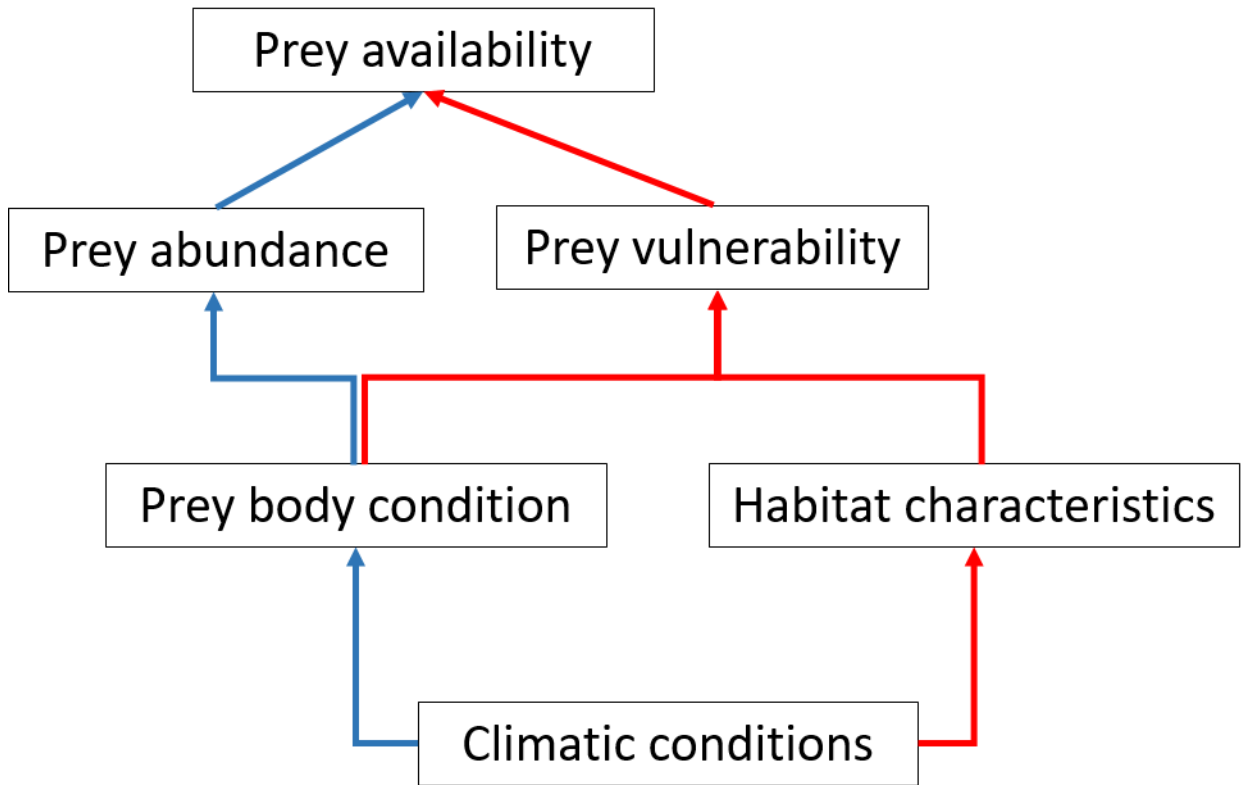 Prey availability
Prey abundance
Prey vulnerability
Prey body condition
Habitat characteristics
Climatic conditions